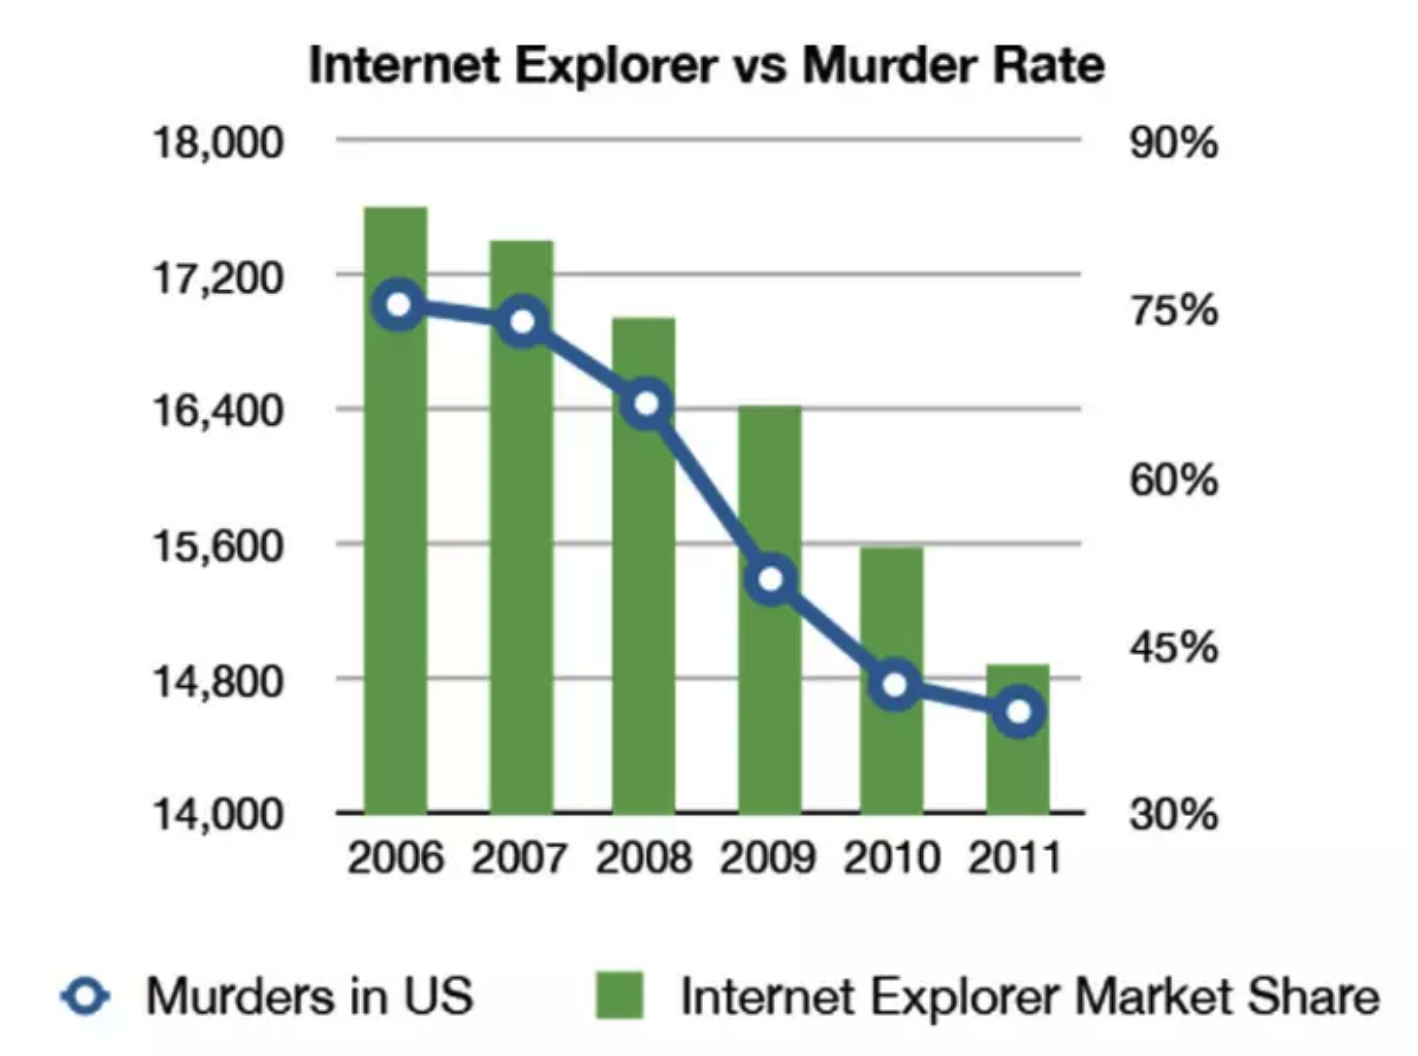 Internet Explorer vs Murder Rate
18,000
90%
17,200
75%
16,400
60%
15,600
45%
14,800
14,000
30%
2006 2007 2008 2009 2010 2011
Murders in US
Internet Explorer Market Share